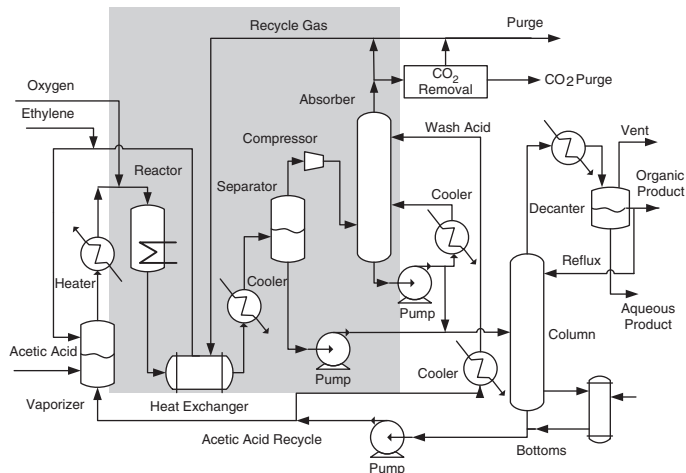 Recycle Gas
Purge
Oxygen
CO2
Removal
CO2 Purge
Ethylene
Absorber
Compressor
Wash Acid
Vent
Reactor
Organic
Product
Separator
Cooler
Decanter
Heater
Cooler
Reflux
Pump
Aqueous
Product
Acetic Acid
Column
Pump
Cooler
Vaporizer
Heat Exchanger
Acetic Acid Recycle
Bottoms
Pump